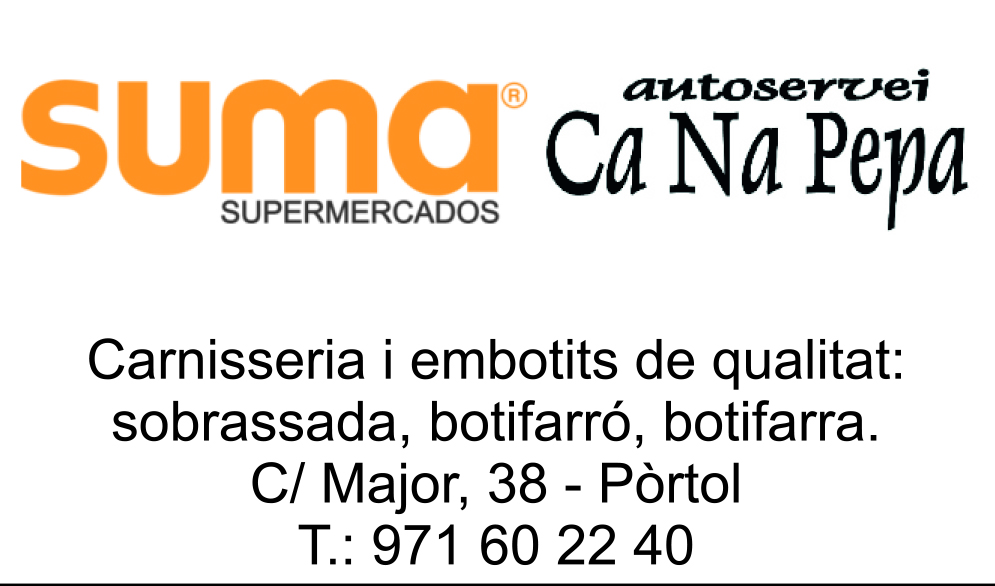 suma®
SUPERMERCADOS
autoservei
Ca Na Pepa
Carnisseria i embotits de qualitat:
sobrassada, botifarró, botifarra.
C/ Major, 38 - Pòrtol
T.: 971 60 22 40